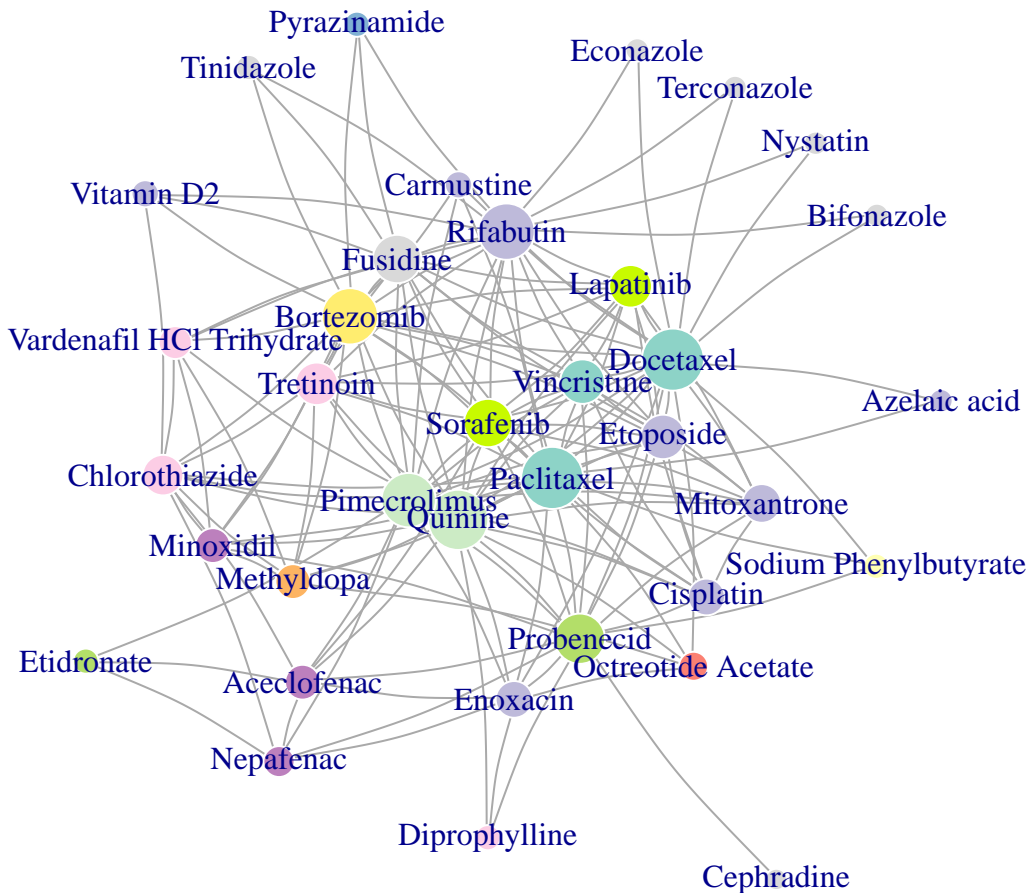 Pyrazinamide
Econazole
Tinidazole
Terconazole
Nystatin
Carmustine
Vitamin D2
Bifonazole
Rifabutin
Fusidine
Lapatinib
Bortezomib
Vardenafil HCl Trihydrate
Docetaxel
Tretinoin
Vincristine
Azelaic acid
Sorafenib
Etoposide
Chlorothiazide
Paclitaxel
Pimecrolimus
Mitoxantrone
Quinine
Minoxidil
Sodium Phenylbutyrate
Methyldopa
Cisplatin
Probenecid
Etidronate
Octreotide Acetate
Aceclofenac
Enoxacin
Nepafenac
Diprophylline
Cephradine